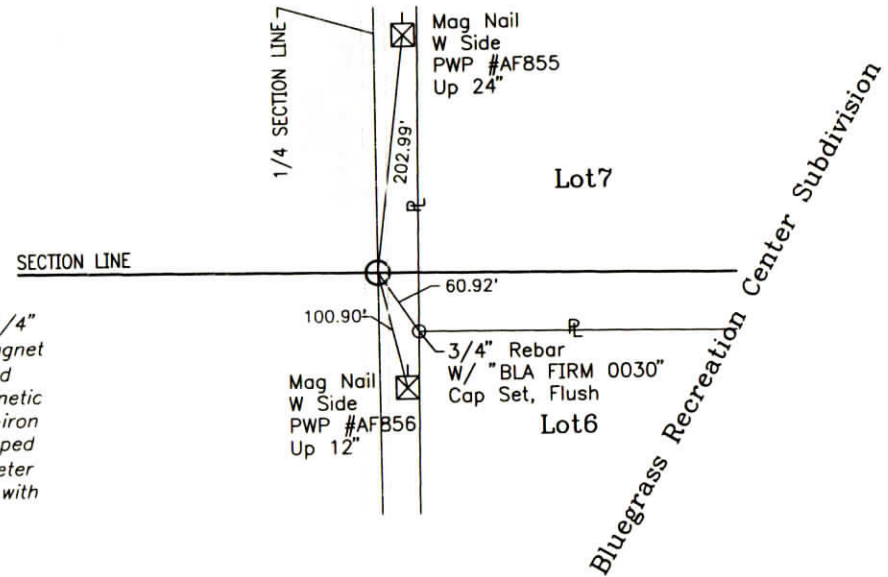 Mag Nail
W Side
PWP #AF855
Up 24"
1/4 SECTION LINE
202.99'
Lot7
PL
SECTION LINE
60.92'
100.90'
PL
3/4" Rebar
W/ "BLA FIRM 0030"
Cap Set, Flush
Mag Nail
W Side
PWP #AF856
Up 12"
Lot6
Bluegrass Recreation Center Subdivision
/4"
gnet
d
netic
iron
ped
eter
with